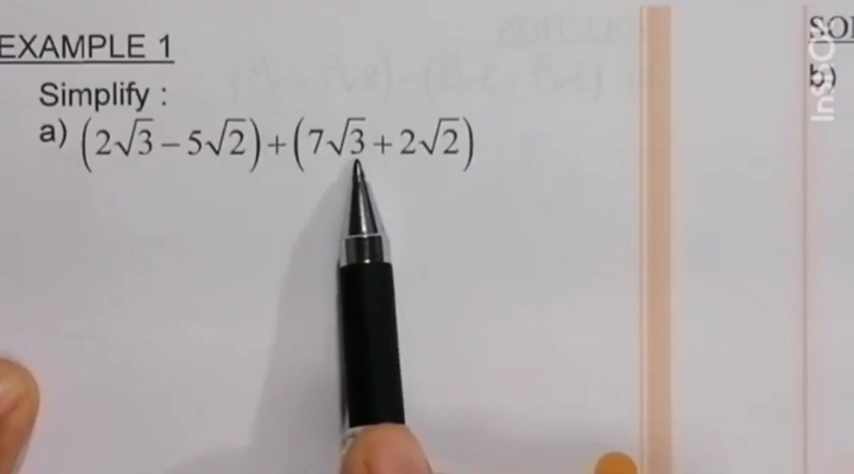 EXAMPLE 1
Simplify :
a) (2√3 − 5√2) + (7√3 + 2√2)
b)